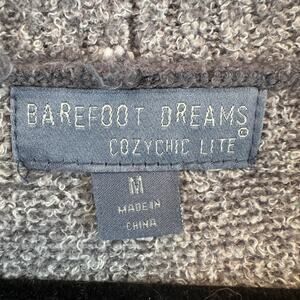 BAREFOOT DREAMS
COZYCHIC LITE©
M
MADE IN
CHINA